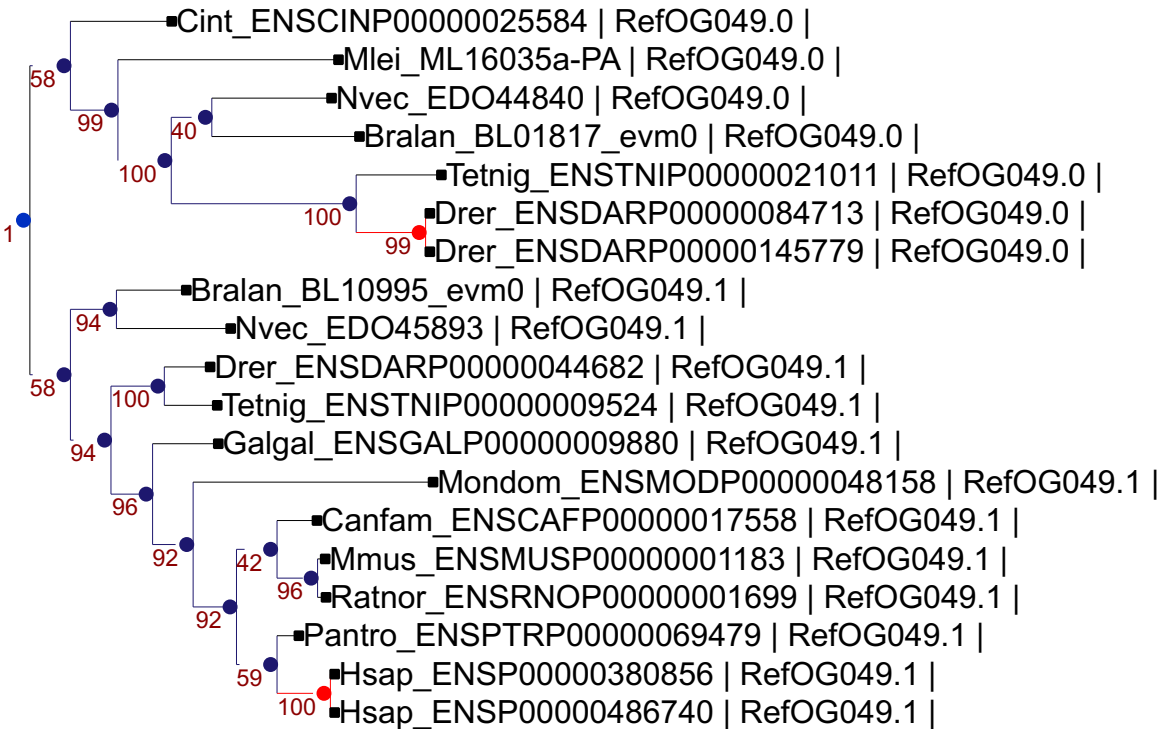 Cint_ENSCINP00000025584 | RefOG049.0 |
Mlei_ML16035a-PA | RefOG049.0 |
58
Nvec_EDO44840 | RefOG049.0 |
99
40
Bralan_BL01817_evm0 | RefOG049.0 |
100
Tetnig_ENSTNIP00000021011 | RefOG049.0 |
100
Drer_ENSDARP00000084713 | RefOG049.0 |
1
99
Drer_ENSDARP00000145779 | RefOG049.0 |
Bralan_BL10995_evm0 | RefOG049.1 |
94
Nvec_EDO45893 | RefOG049.1 |
Drer_ENSDARP00000044682 | RefOG049.1 |
58
100
Tetnig_ENSTNIP00000009524 | RefOG049.1 |
94
Galgal_ENSGALP00000009880 | RefOG049.1 |
Mondom_ENSMODP00000048158 | RefOG049.1 |
96
Canfam_ENSCAFP00000017558 | RefOG049.1 |
92
42
Mmus_ENSMUSP00000001183 | RefOG049.1 |
96
Ratnor_ENSRNOP00000001699 | RefOG049.1 |
92
Pantro_ENSPTRP00000069479 | RefOG049.1 |
59
Hsap_ENSP00000380856 | RefOG049.1 |
100
Hsap_ENSP00000486740 | RefOG049.1 |